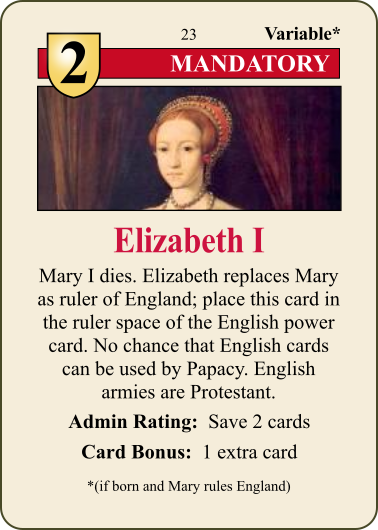 23
Variable*
2
MANDATORY
Elizabeth I
Mary I dies. Elizabeth replaces Mary
as ruler of England; place this card in
the ruler space of the English power
card. No chance that English cards
can be used by Papacy. English
armies are Protestant.
Admin Rating: Save 2 cards
Card Bonus: 1 extra card
*(if born and Mary rules England)